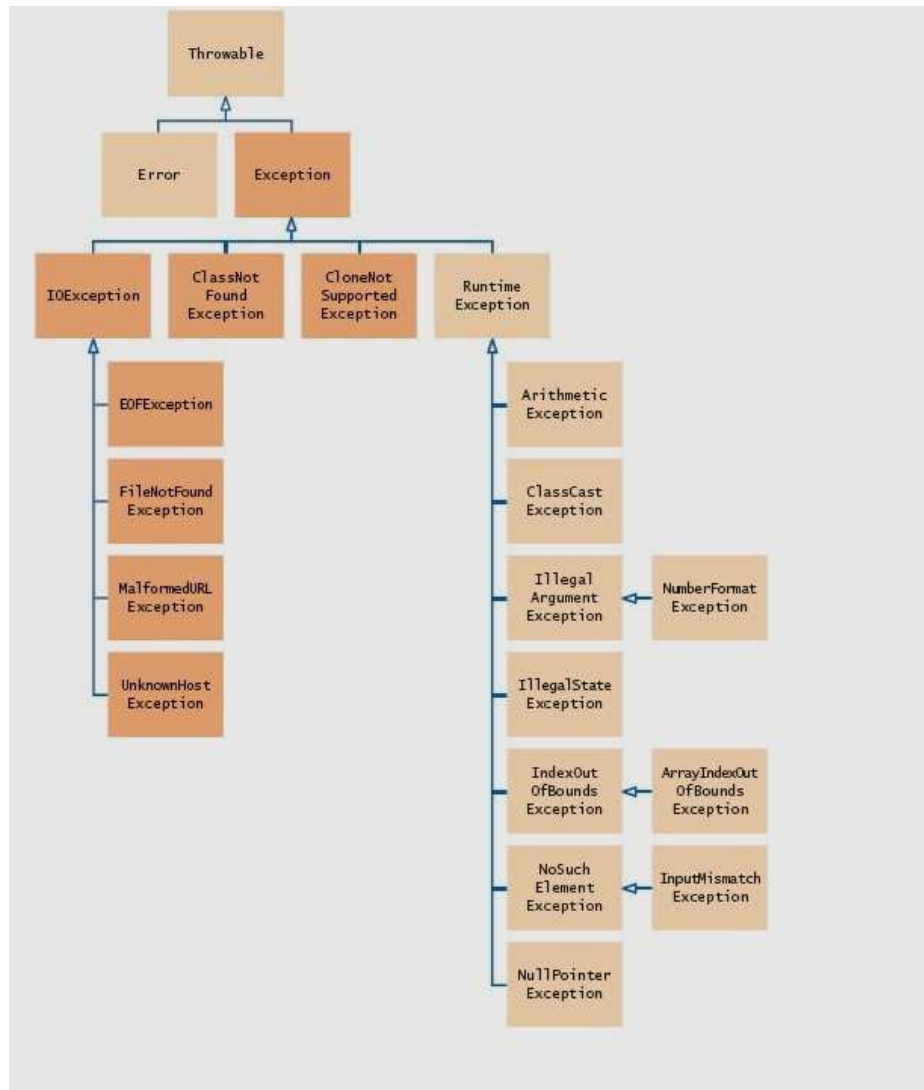 Throwable
Error
Exception
IOException
ClassNot
Found
Exception
CloneNot
Supported
Exception
Runtime
Exception
EOFException
FileNotFound
Exception
MalformedURL
Exception
UnknownHost
Exception
Arithmetic
Exception
ClassCast
Exception
Illegal
Argument
Exception
NumberFormat
Exception
IllegalState
Exception
IndexOut
OfBounds
Exception
ArrayIndexOut
OfBounds
Exception
NoSuch
Element
Exception
InputMismatch
Exception
NullPointer
Exception